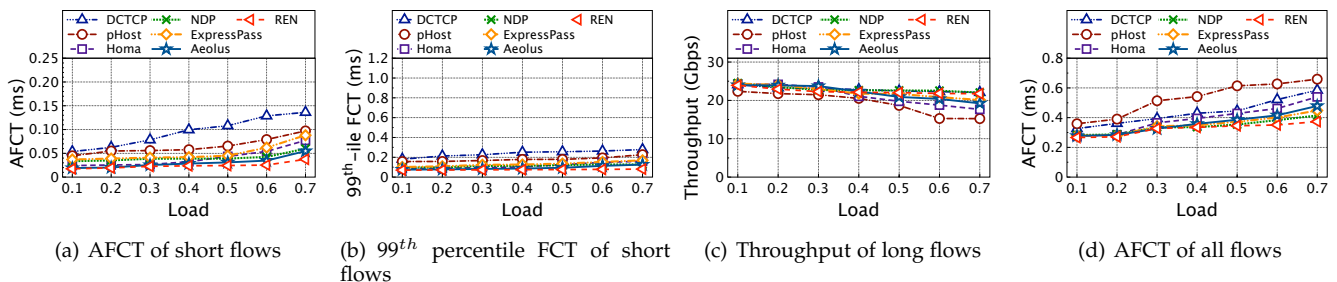 DCTCP
pHost
Homa
NDP
ExpressPass
Aeolus
REN
AFCT (ms)
0.25
0.20
0.15
0.10
0.05
0
0.1 0.2 0.3 0.4 0.5 0.6 0.7
Load
(a) AFCT of short flows
DCTCP
pHost
Homa
NDP
ExpressPass
Aeolus
REN
99th-ile FCT (ms)
1.2
1.0
0.8
0.6
0.4
0.2
0
0.1 0.2 0.3 0.4 0.5 0.6 0.7
Load
(b) 99th percentile FCT of short
flows
DCTCP
pHost
Homa
NDP
ExpressPass
Aeolus
REN
Throughput (Gbps)
30
20
10
0
0.1 0.2 0.3 0.4 0.5 0.6 0.7
Load
(c) Throughput of long flows
DCTCP
pHost
Homa
NDP
ExpressPass
Aeolus
REN
AFCT (ms)
0.8
0.6
0.4
0.2
0
0.1 0.2 0.3 0.4 0.5 0.6 0.7
Load
(d) AFCT of all flows